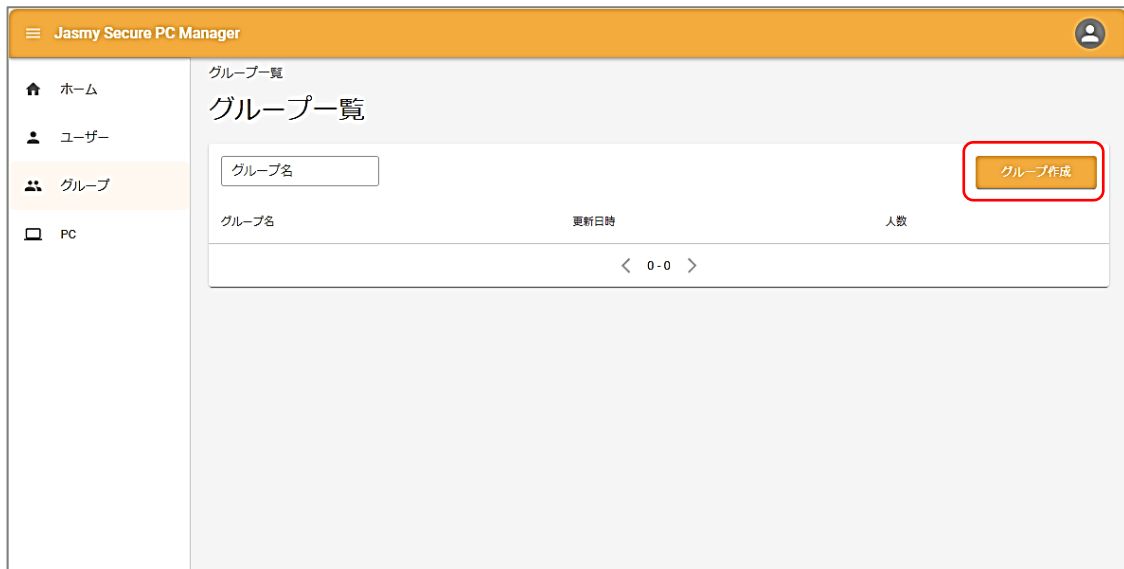 Jasmy Secure PC Manager
ホーム
ユーザー
グループ
PC
グループ一覧
グループ一覧
グループ名
グループ作成
グループ名 更新日時 人数
0 - 0